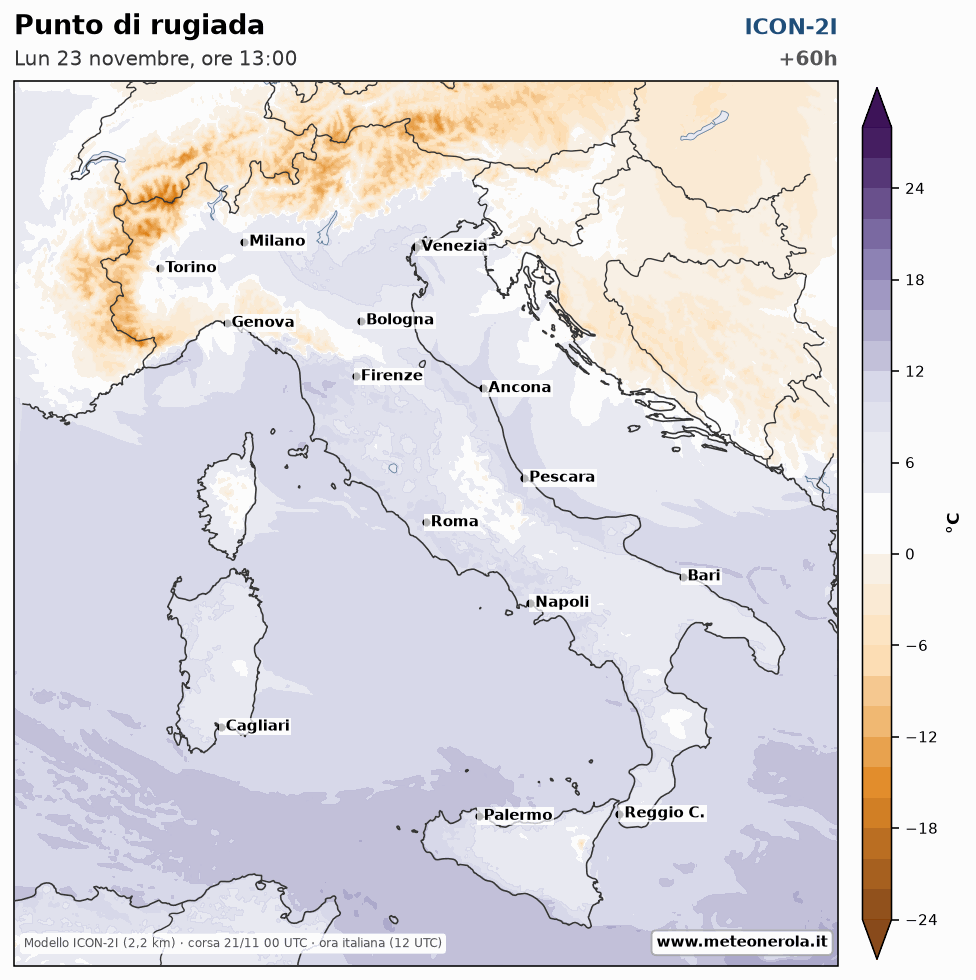 Punto di rugiada
ICON-2I
Lun 23 novembre, ore 13:00
+60h
Milano
Venezia
Torino
Genova
Bologna
Firenze
Ancona
Pescara
Roma
Bari
Napoli
Cagliari
Palermo
Reggio C.
24
18
12
6
0
−6
−12
−18
−24
°C
Modello ICON-2I (2,2 km) · corsa 21/11 00 UTC · ora italiana (12 UTC)
www.meteonerola.it